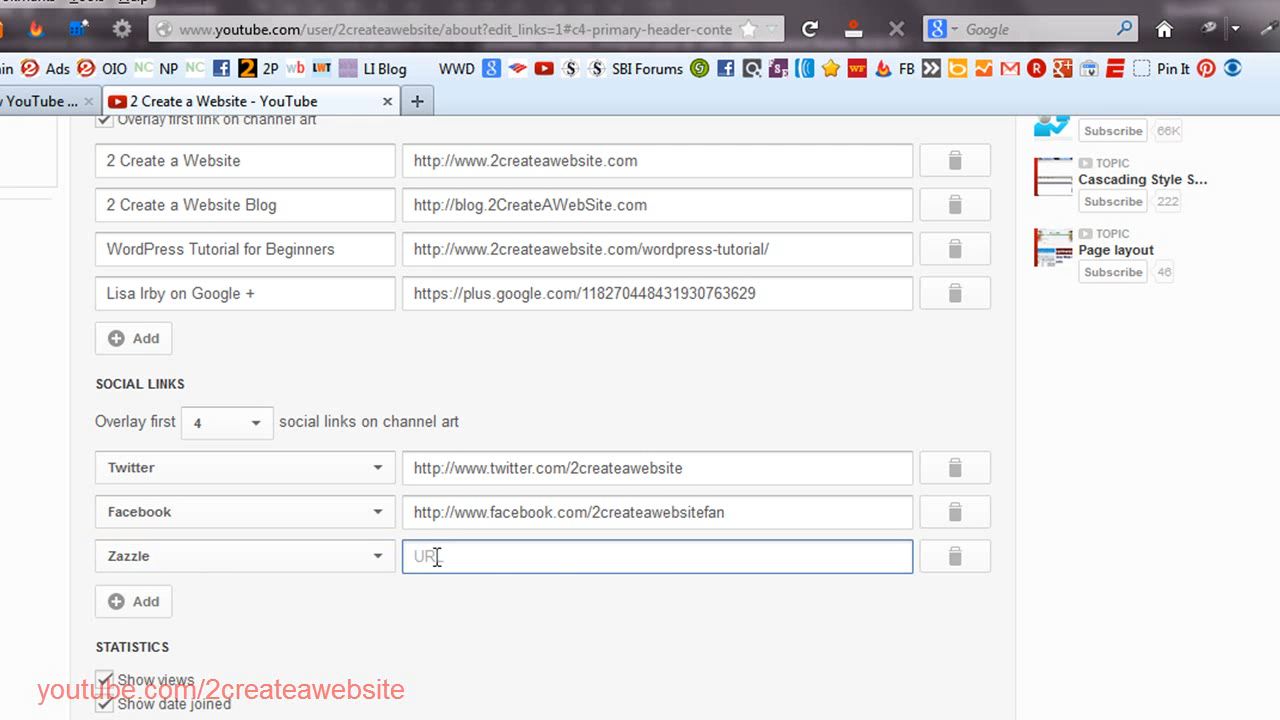 www.youtube.com/user/2createawebsite/about?edit_links=1#c4-primary-header-conte
Google
Ads OIO NC NP NC 2 2P wb LWT LI Blog WWD SBI Forums WF FB R Pin It
YouTube ... 2 Create a Website - YouTube
Overlay first link on channel art
2 Create a Website http://www.2createawebsite.com
2 Create a Website Blog http://blog.2CreateAWebSite.com
WordPress Tutorial for Beginners http://www.2createawebsite.com/wordpress-tutorial/
Lisa Irby on Google + https://plus.google.com/118270448431930763629
Add
SOCIAL LINKS
Overlay first 4 social links on channel art
Twitter http://www.twitter.com/2createawebsite
Facebook http://www.facebook.com/2createawebsitefan
Zazzle URL
Add
STATISTICS
Show views
Show date joined
youtube.com/2createawebsite
Subscribe 66K
TOPIC
Cascading Style S...
Subscribe 222
TOPIC
Page layout
Subscribe 46